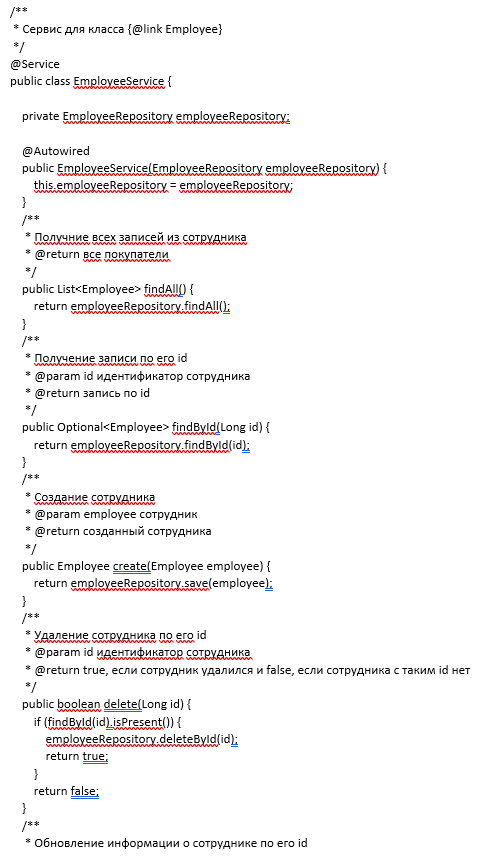 /**
 * Сервис для класса {@link Employee}
 */
@Service
public class EmployeeService {
private EmployeeRepository employeeRepository;
@Autowired
public EmployeeService(EmployeeRepository employeeRepository) {
this.employeeRepository = employeeRepository;
}
/**
 * Получние всех записей из сотрудника
 * @return все покупатели
 */
public List<Employee> findAll() {
return employeeRepository.findAll();
}
/**
 * Получение записи по его id
 * @param id идентификатор сотрудника
 * @return запись по id
 */
public Optional<Employee> findById(Long id) {
return employeeRepository.findById(id);
}
/**
 * Создание сотрудника
 * @param employee сотрудник
 * @return созданный сотрудника
 */
public Employee create(Employee employee) {
return employeeRepository.save(employee);
}
/**
 * Удаление сотрудника по его id
 * @param id идентификатор сотрудника
 * @return true, если сотрудник удалился и false, если сотрудника с таким id нет
 */
public boolean delete(Long id) {
if (findById(id).isPresent()) {
employeeRepository.deleteById(id);
return true;
}
return false;
}
/**
 * Обновление информации о сотруднике по его id